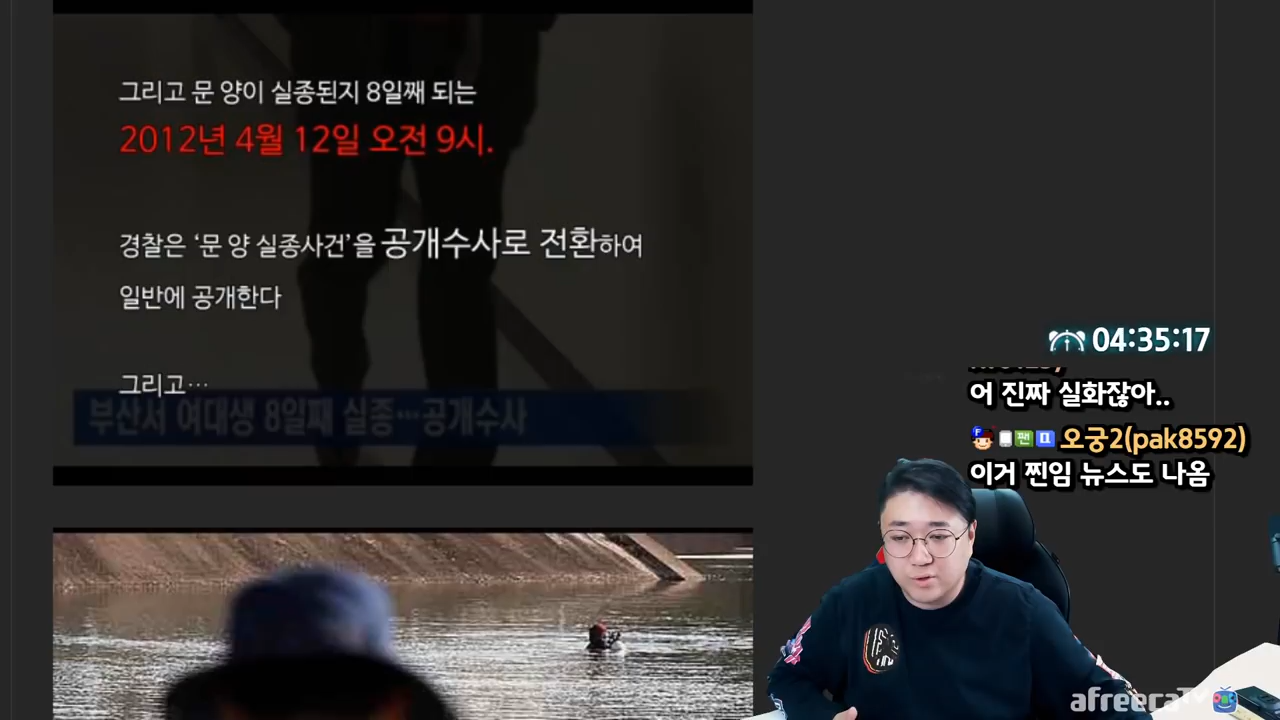 그리고 문 양이 실종된지 8일째 되는
2012년 4월 12일 오전 9시.
경찰은 ‘문 양 실종사건’을 공개수사로 전환하여
일반에 공개한다
그리고…
부산서 여대생 8일째 실종…공개수사
04:35:17
어 진짜 실화잖아..
F 팬 오궁2(pak8592)
이거 찐임 뉴스도 나옴
afreecaTV